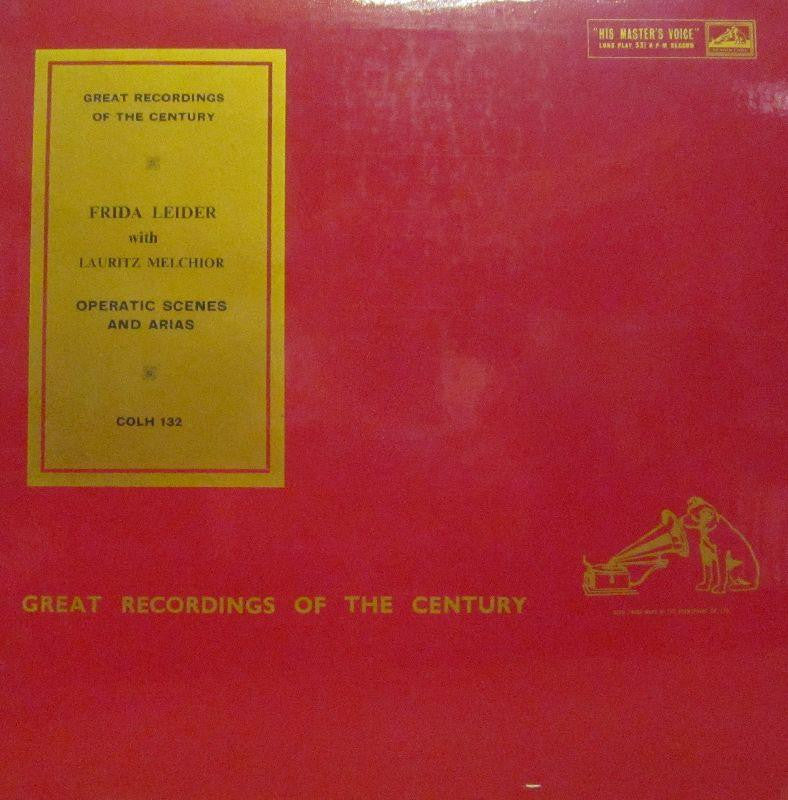 "HIS MASTER'S VOICE"
LONG PLAY 33⅓ R.P.M. RECORD
GREAT RECORDINGS
OF THE CENTURY
FRIDA LEIDER
with
LAURITZ MELCHIOR
OPERATIC SCENES
AND ARIAS
COLH 132
GREAT RECORDINGS OF THE CENTURY